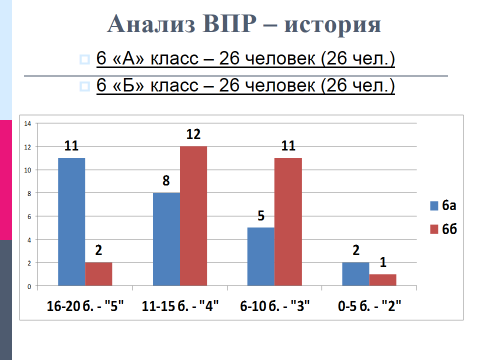 Анализ ВПР – история
6 «А» класс – 26 человек (26 чел.)
6 «Б» класс – 26 человек (26 чел.)
14
12
10
8
6
4
2
0
11
2
8
12
5
11
2
1
16-20 б. - "5"
11-15 б. - "4"
6-10 б. - "3"
0-5 б. - "2"
6а
6б